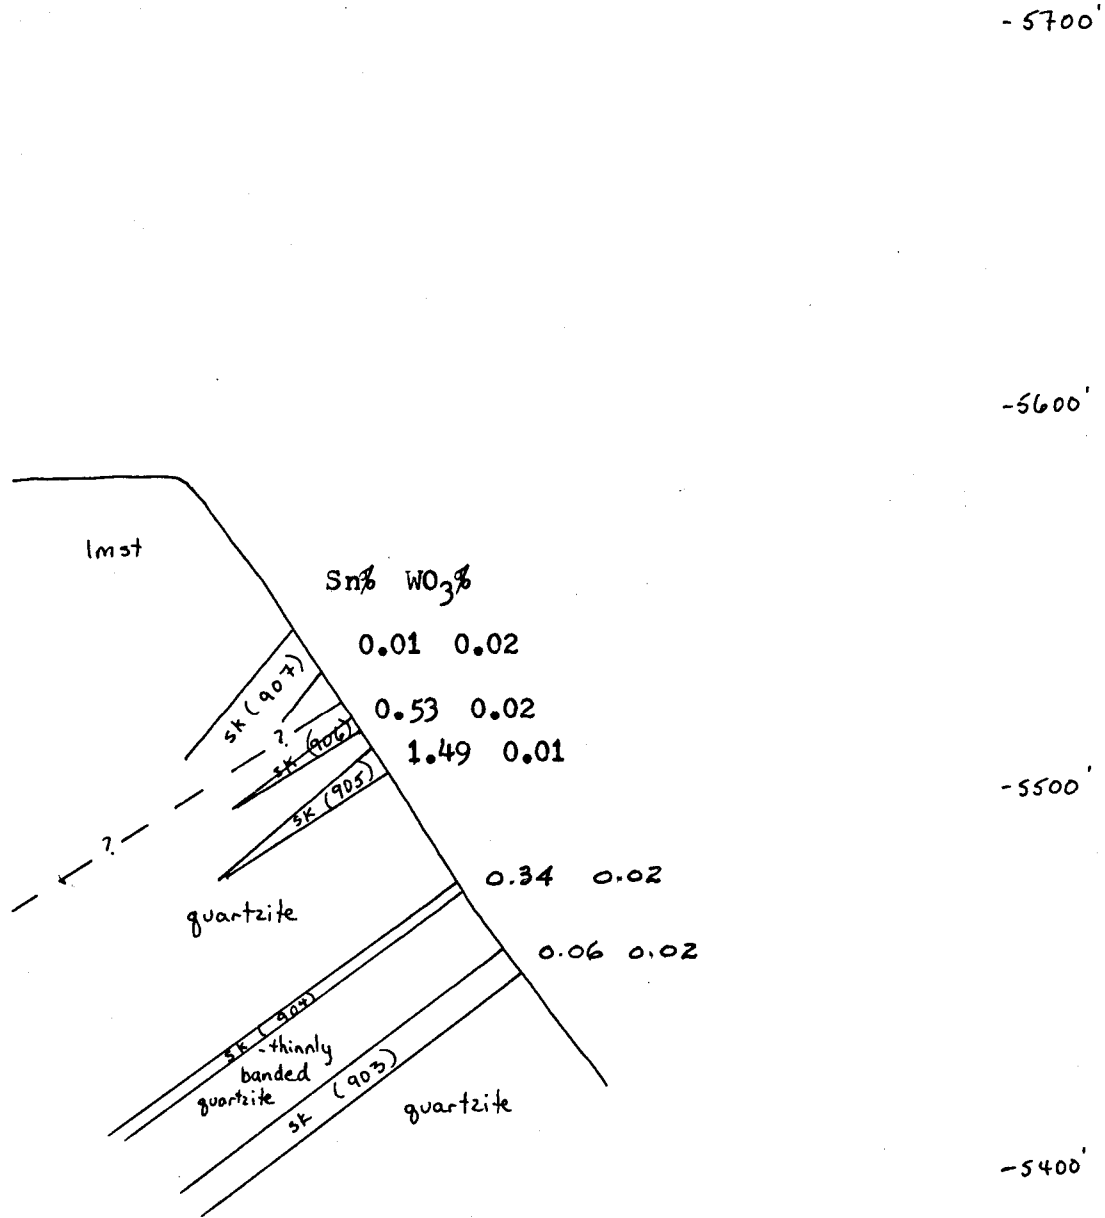 - 5700'
- 5600'
lmst
Sn% WO3%
0.01 0.02
sk (907)
0.53 0.02
?
sk (906)
1.49 0.01
sk (905)
- 5500'
?
0.34 0.02
quartzite
0.06 0.02
sk (904)
- thinnly
banded
quartzite
sk (903)
quartzite
- 5400'